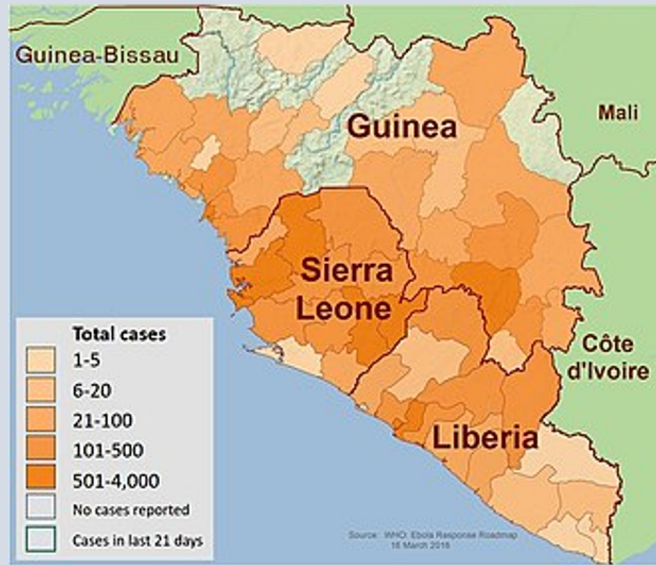 Guinea-Bissau
Mali
Guinea
Sierra
Leone
Côte
d'Ivoire
Liberia
Total cases
1-5
6-20
21-100
101-500
501-4,000
No cases reported
Cases in last 21 days
Source: WHO: Ebola Response Roadmap
16 March 2016